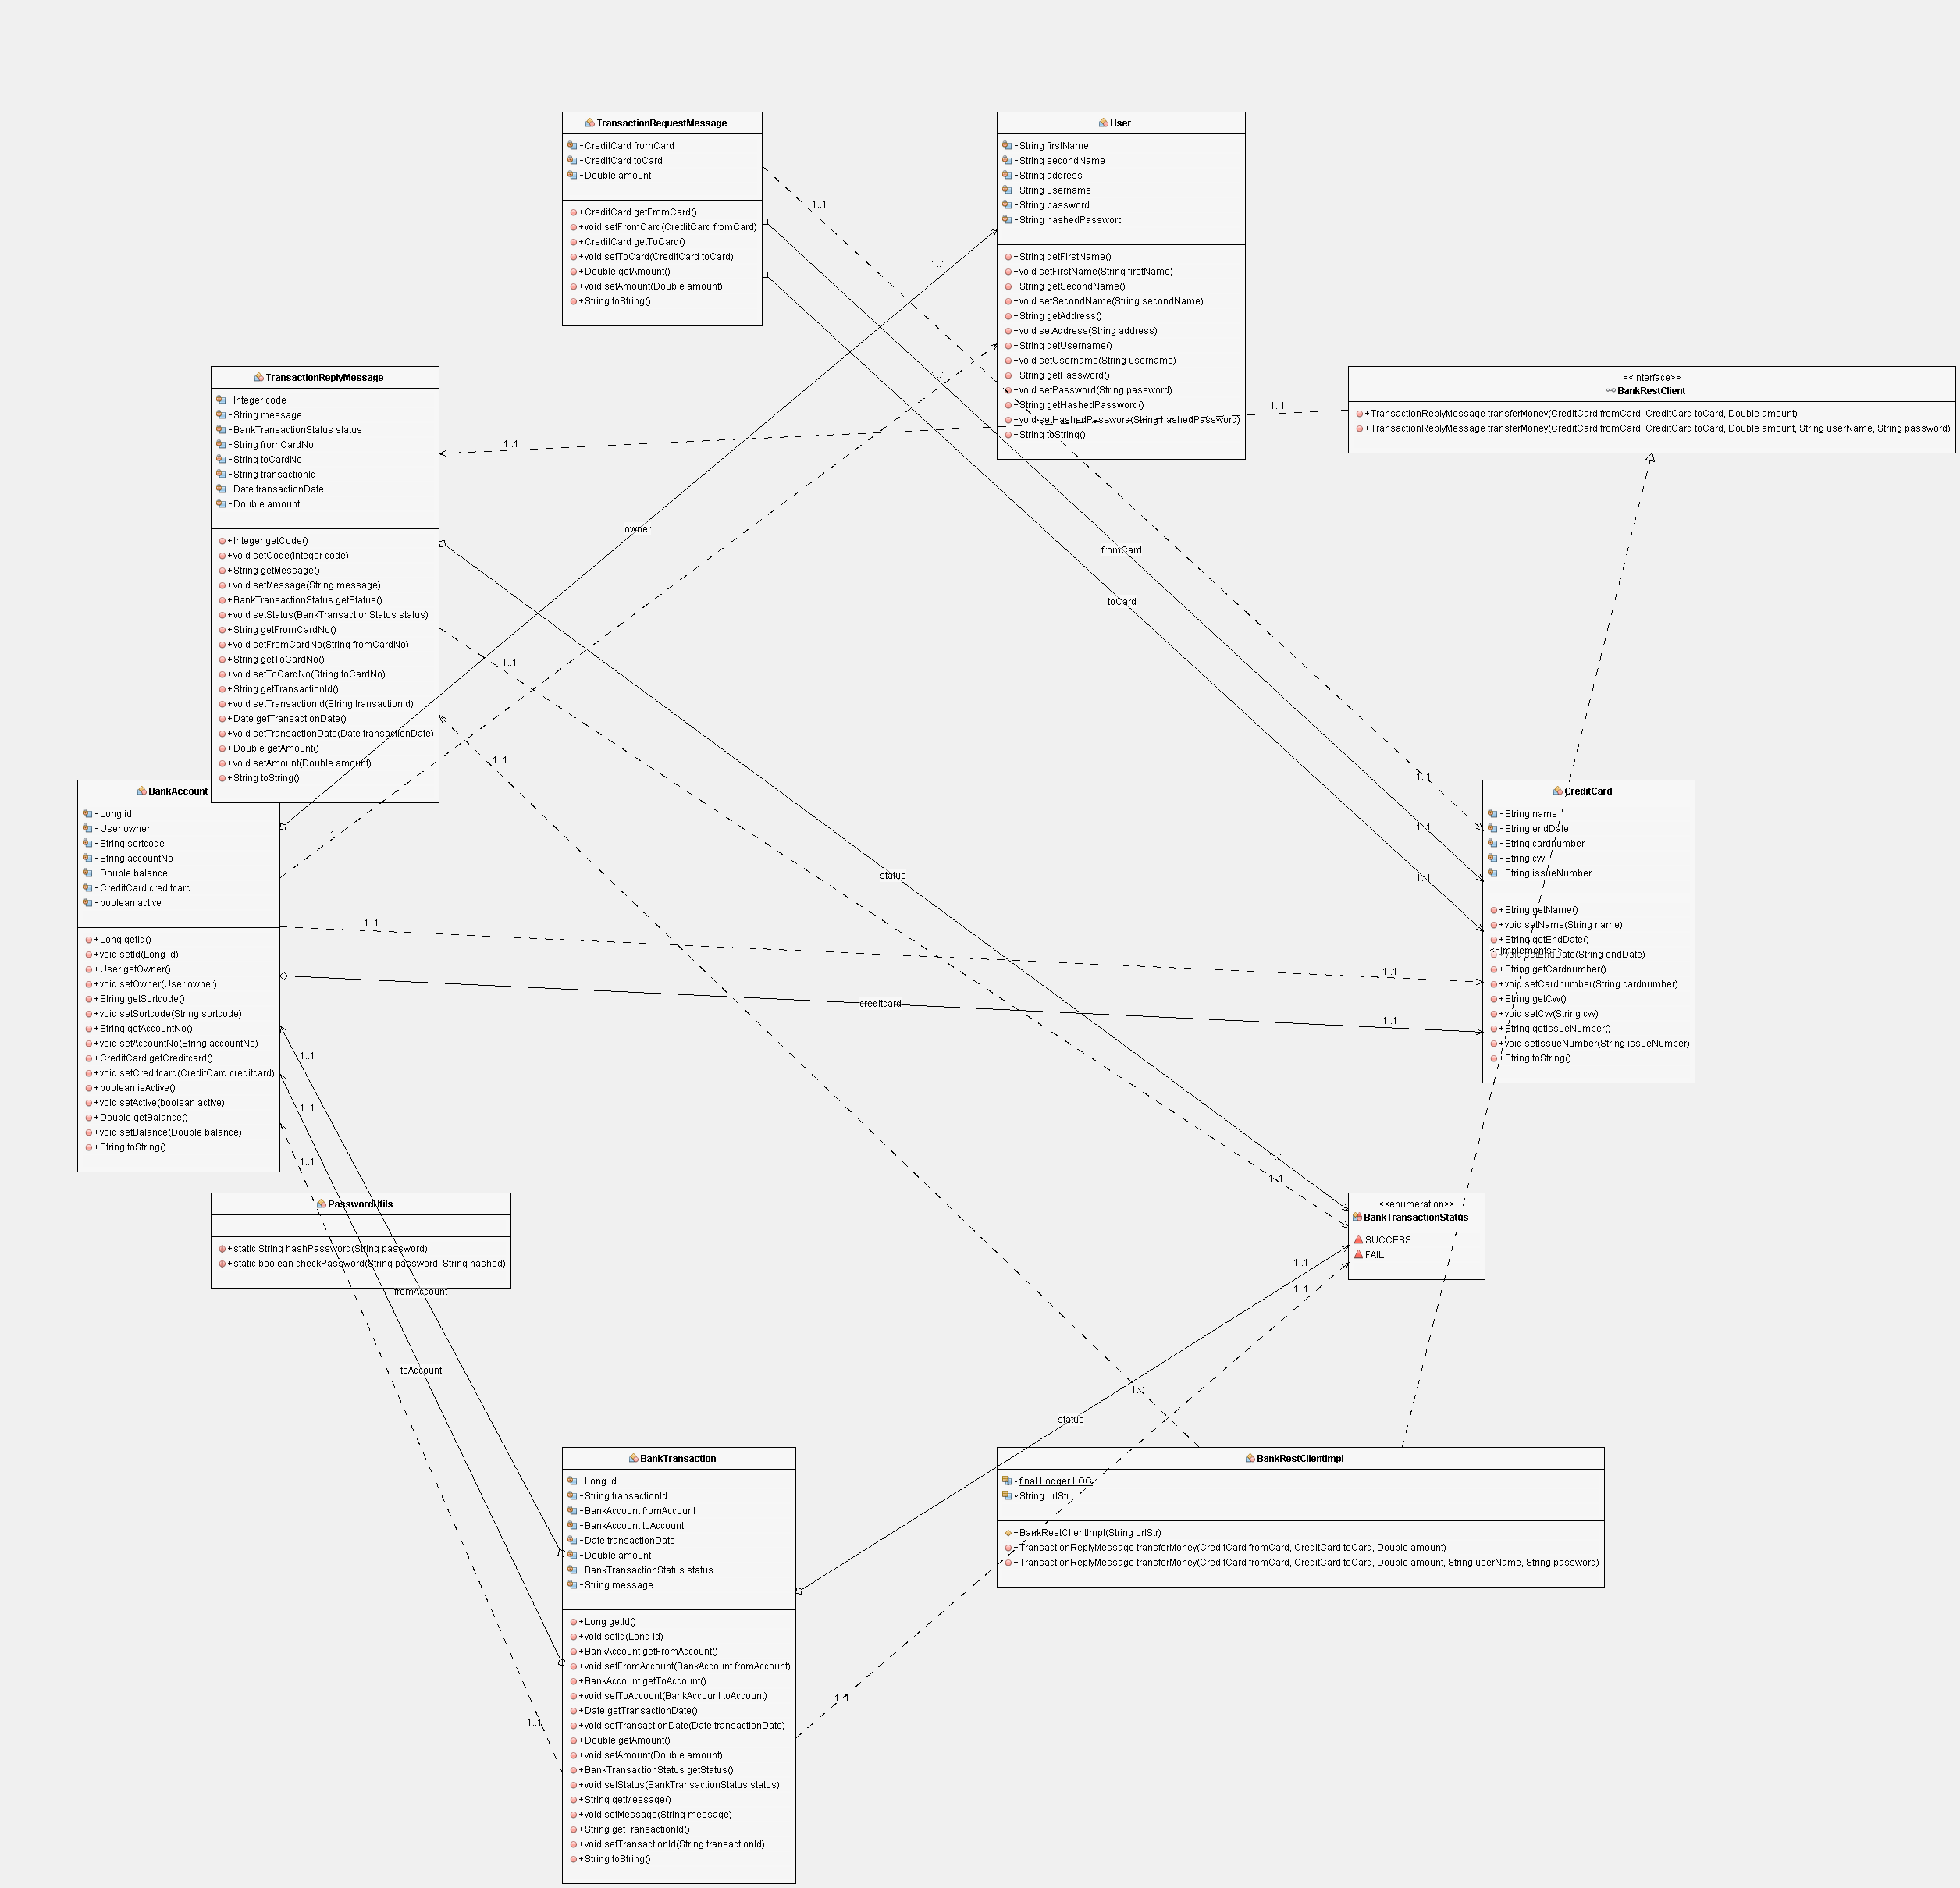 TransactionRequestMessage
-CreditCard fromCard
-CreditCard toCard
-Double amount
+CreditCard getFromCard()
+void setFromCard(CreditCard fromCard)
+CreditCard getToCard()
+void setToCard(CreditCard toCard)
+Double getAmount()
+void setAmount(Double amount)
+String toString()
User
-String firstName
-String secondName
-String address
-String username
-String password
-String hashedPassword
+String getFirstName()
+void setFirstName(String firstName)
+String getSecondName()
+void setSecondName(String secondName)
+String getAddress()
+void setAddress(String address)
+String getUsername()
+void setUsername(String username)
+String getPassword()
+void setPassword(String password)
+String getHashedPassword()
+void setHashedPassword(String hashedPassword)
+String toString()
1..1
1..1
1..1
1..1
1..1
<<interface>>
BankRestClient
+TransactionReplyMessage transferMoney(CreditCard fromCard, CreditCard toCard, Double amount)
+TransactionReplyMessage transferMoney(CreditCard fromCard, CreditCard toCard, Double amount, String userName, String password)
TransactionReplyMessage
-Integer code
-String message
-BankTransactionStatus status
-String fromCardNo
-String toCardNo
-String transactionId
-Date transactionDate
-Double amount
+Integer getCode()
+void setCode(Integer code)
+String getMessage()
+void setMessage(String message)
+BankTransactionStatus getStatus()
+void setStatus(BankTransactionStatus status)
+String getFromCardNo()
+void setFromCardNo(String fromCardNo)
+String getToCardNo()
+void setToCardNo(String toCardNo)
+String getTransactionId()
+void setTransactionId(String transactionId)
+Date getTransactionDate()
+void setTransactionDate(Date transactionDate)
+Double getAmount()
+void setAmount(Double amount)
+String toString()
owner
fromCard
toCard
1..1
1..1
1..1
1..1
1..1
1..1
status
BankAccount
-Long id
-User owner
-String sortcode
-String accountNo
-Double balance
-CreditCard creditcard
-boolean active
+Long getId()
+void setId(Long id)
+User getOwner()
+void setOwner(User owner)
+String getSortcode()
+void setSortcode(String sortcode)
+String getAccountNo()
+void setAccountNo(String accountNo)
+CreditCard getCreditcard()
+void setCreditcard(CreditCard creditcard)
+boolean isActive()
+void setActive(boolean active)
+Double getBalance()
+void setBalance(Double balance)
+String toString()
CreditCard
-String name
-String endDate
-String cardnumber
-String cvv
-String issueNumber
+String getName()
+void setName(String name)
+String getEndDate()
<<implements>>
+void setEndDate(String endDate)
+String getCardnumber()
+void setCardnumber(String cardnumber)
+String getCvv()
+void setCvv(String cvv)
+String getIssueNumber()
+void setIssueNumber(String issueNumber)
+String toString()
1..1
1..1
creditcard
1..1
1..1
1..1
1..1
1..1
1..1
PasswordUtils
+static String hashPassword(String password)
+static boolean checkPassword(String password, String hashed)
<<enumeration>>
BankTransactionStatus
SUCCESS
FAIL
1..1
1..1
fromAccount
toAccount
1..1
status
BankTransaction
-Long id
-String transactionId
-BankAccount fromAccount
-BankAccount toAccount
-Date transactionDate
-Double amount
-BankTransactionStatus status
-String message
+Long getId()
+void setId(Long id)
+BankAccount getFromAccount()
+void setFromAccount(BankAccount fromAccount)
+BankAccount getToAccount()
+void setToAccount(BankAccount toAccount)
+Date getTransactionDate()
+void setTransactionDate(Date transactionDate)
+Double getAmount()
+void setAmount(Double amount)
+BankTransactionStatus getStatus()
+void setStatus(BankTransactionStatus status)
+String getMessage()
+void setMessage(String message)
+String getTransactionId()
+void setTransactionId(String transactionId)
+String toString()
BankRestClientImpl
-final Logger LOG
-String urlStr
+BankRestClientImpl(String urlStr)
+TransactionReplyMessage transferMoney(CreditCard fromCard, CreditCard toCard, Double amount)
+TransactionReplyMessage transferMoney(CreditCard fromCard, CreditCard toCard, Double amount, String userName, String password)
1..1
1..1